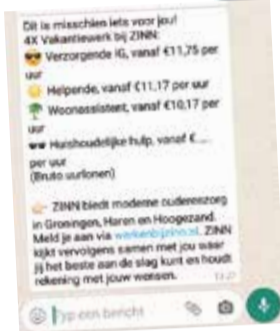 Dit is misschien iets voor jou!
4X Vakantiewerk bij ZINN:
😎 Verzorgende IG, vanaf €11,75 per
uur
🌞 Helpende, vanaf €11,17 per uur
🌴 Woonassistent, vanaf €10,17 per
uur
🕶 Huishoudelijke hulp, vanaf €.....
per uur
(Bruto uurlonen)
👉 ZINN biedt moderne ouderenzorg
in Groningen, Haren en Hoogezand.
Meld je aan via werkenbijzinn.nl. ZINN
kijkt vervolgens samen met jou waar
jij het beste aan de slag kunt en houdt
rekening met jouw wensen.
Typ een bericht